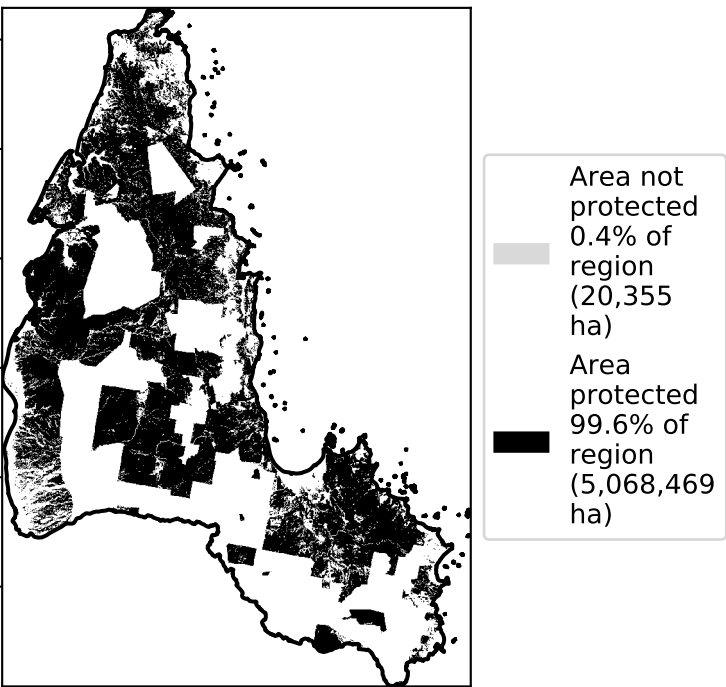 Area not
protected
0.4% of
region
(20,355
ha)
Area
protected
99.6% of
region
(5,068,469
ha)